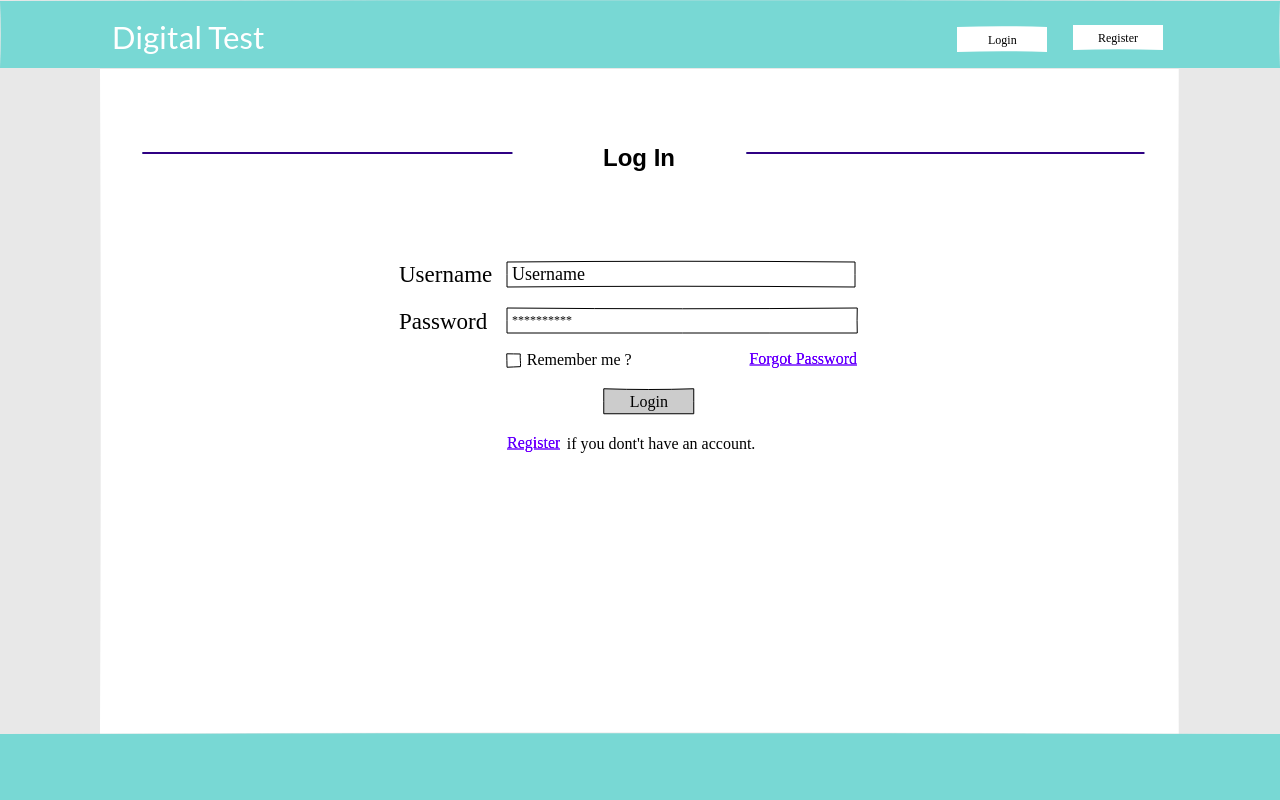 Digital Test
Login
Register
Log In
Username Username
Password **********
Remember me ? Forgot Password
Login
Register if you dont't have an account.